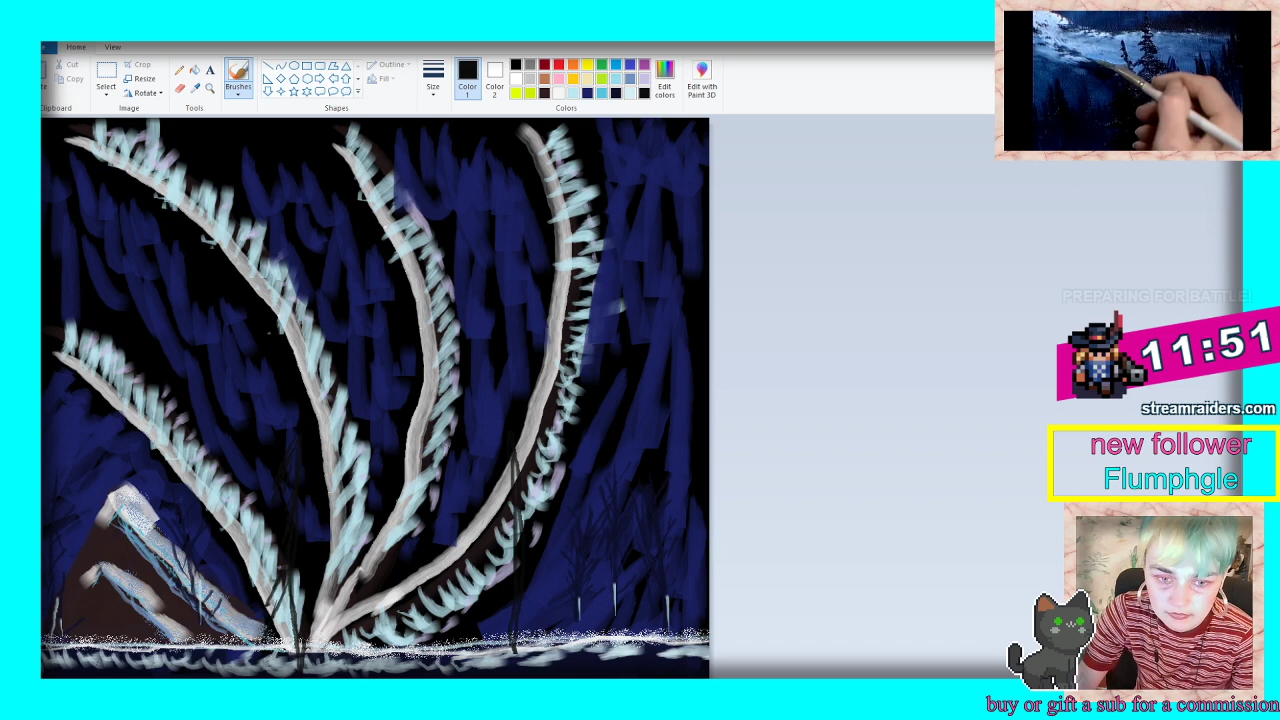 Home View
Cut
Copy
Clipboard
Select
Crop
Resize
Rotate
Image
Tools
Brushes
Shapes
Outline
Fill
Size
Color 1
Color 2
Colors
Edit colors
Edit with Paint 3D
PREPARING FOR BATTLE!
11:51
streamraiders.com
new follower
Flumphgle
buy or gift a sub for a commission